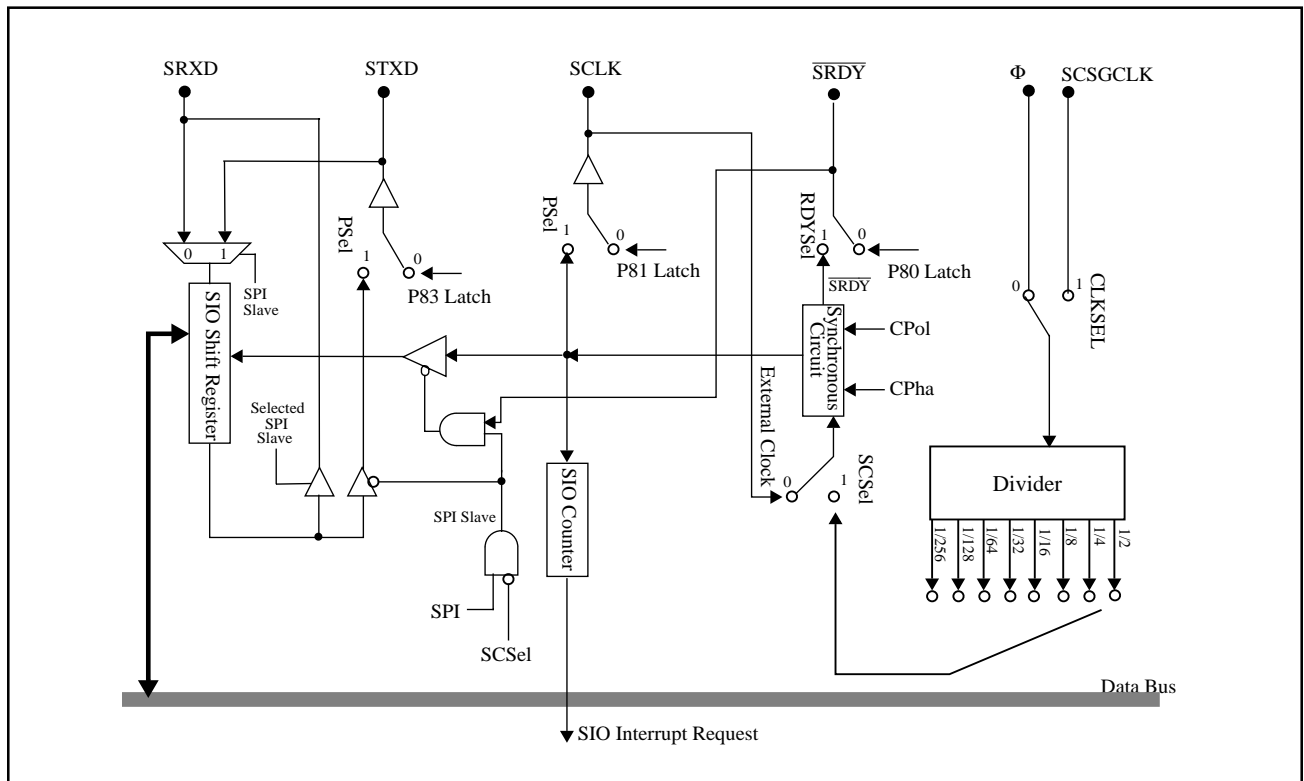 SRXD
STXD
SCLK
SRDY
Φ
SCSGCLK
PSel
1
0
P83 Latch
PSel
1
0
P81 Latch
RDYSel
1
0
P80 Latch
SRDY
0
1
CLKSEL
0
1
SPI
Slave
SIO Shift Register
Synchronous
Circuit
CPol
CPha
External Clock
Selected
SPI
Slave
SPI Slave
SPI
SCSel
SIO Counter
0
1
SCSel
Divider
1/256
1/128
1/64
1/32
1/16
1/8
1/4
1/2
Data Bus
SIO Interrupt Request